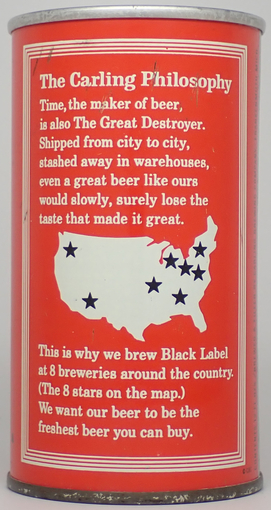 The Carling Philosophy
Time, the maker of beer,
is also The Great Destroyer.
Shipped from city to city,
stashed away in warehouses,
even a great beer like ours
would slowly, surely lose the
taste that made it great.
This is why we brew Black Label
at 8 breweries around the country.
(The 8 stars on the map.)
We want our beer to be the
freshest beer you can buy.